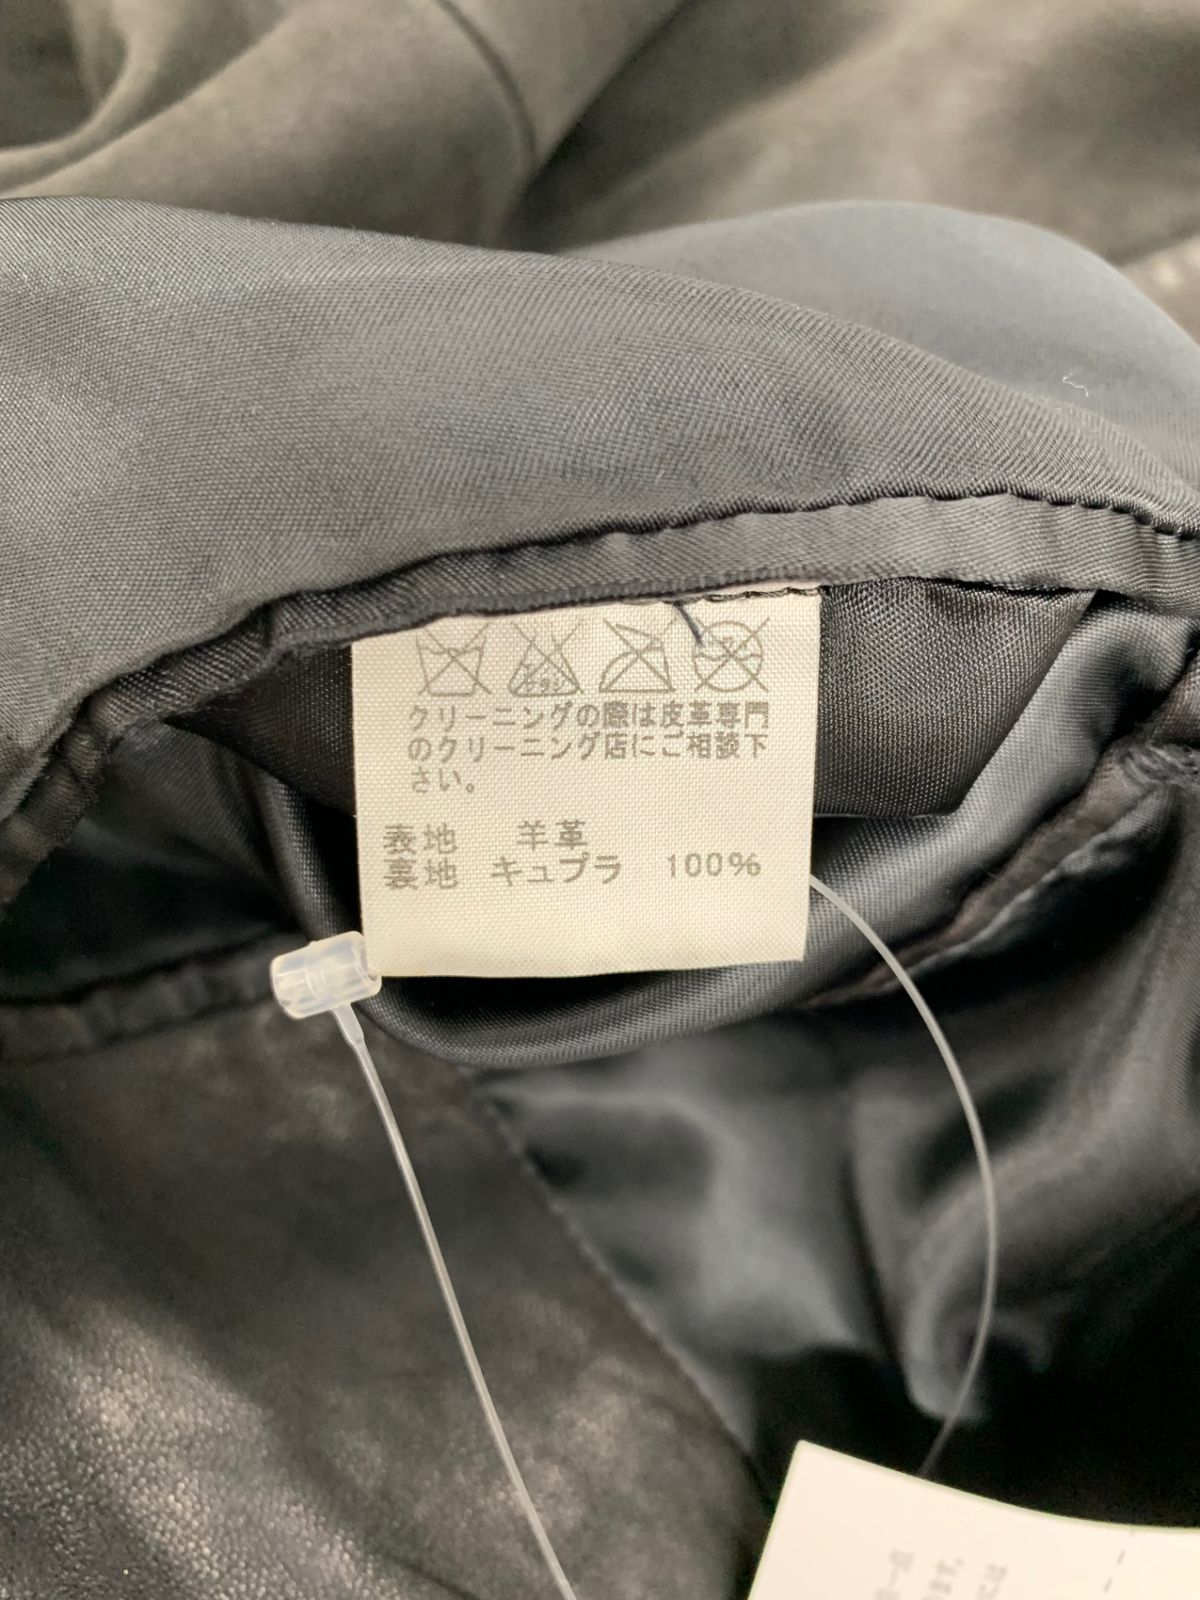 クリーニングの際は皮革専門
のクリーニング店にご相談下
さい。
表地 羊革
裏地 キュプラ 100%